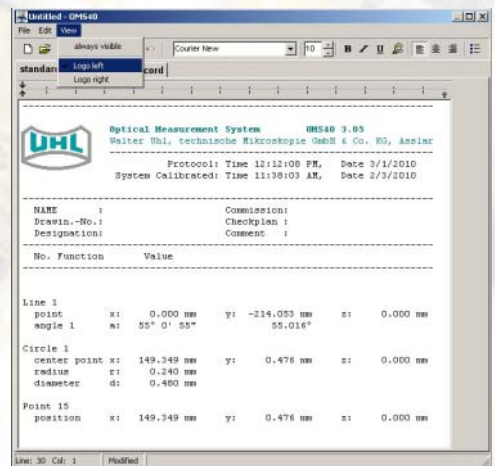 Untitled - OMS40
File Edit View
always visible
Logo left
Logo right
Courier New 10 B U
standard
cord
UHL
Optical Measurement System OMS40 3.05
Walter Uhl, technische Mikroskopie GmbH & Co. KG, Asslar
Protocol: Time 12:12:08 PM, Date 3/1/2010
System Calibrated: Time 11:38:03 AM, Date 2/3/2010
NAME : Commission:
Drawin.-No.: Checkplan :
Designation: Comment :
No. Function Value
Line 1
point x: 0.000 mm y: -214.053 mm z: 0.000 mm
angle 1 a: 55° 0' 55" 55.016°
Circle 1
center point x: 149.349 mm y: 0.476 mm z: 0.000 mm
radius r: 0.240 mm
diameter d: 0.480 mm
Point 15
position x: 149.349 mm y: 0.476 mm z: 0.000 mm
Line: 30 Col: 1 Modified